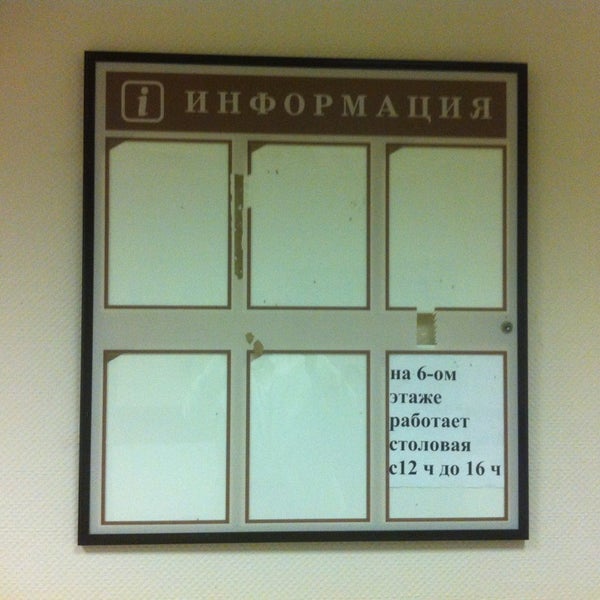 i ИНФОРМАЦИЯ
на 6-ом
этаже
работает
столовая
с12 ч до 16 ч